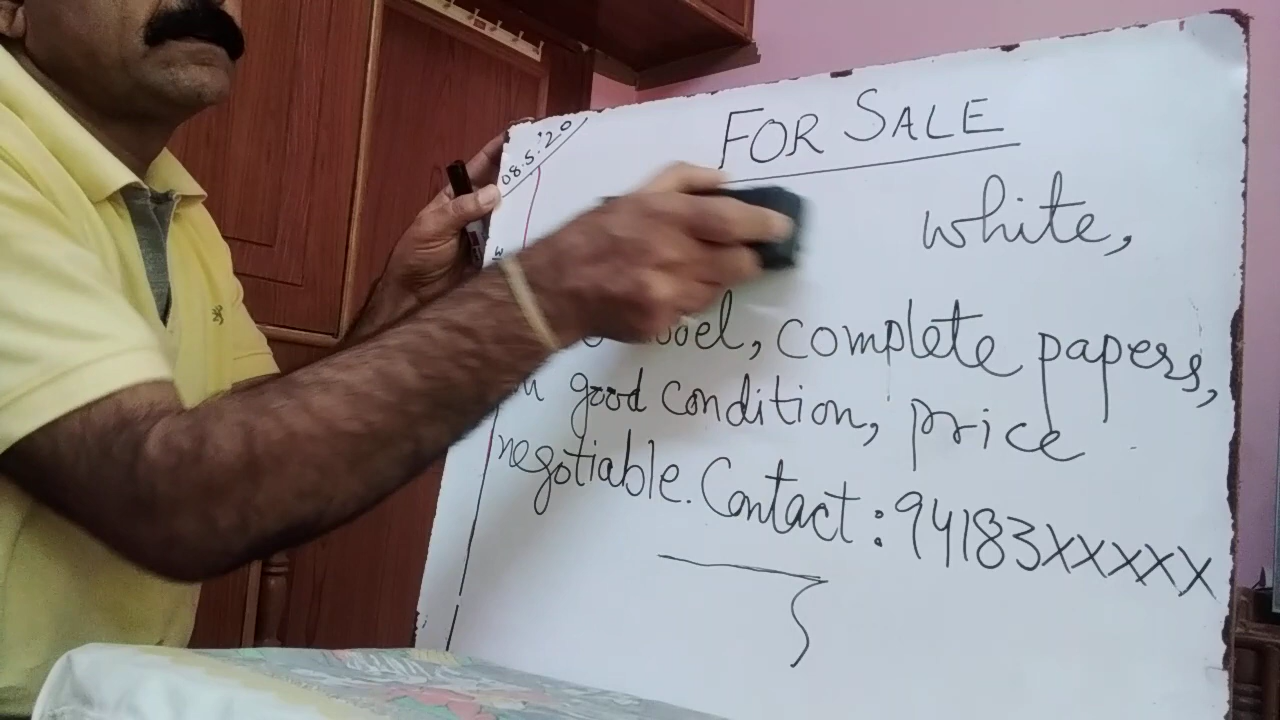 08.5.'20
FOR SALE
white,
complete papers,
good condition, price
negotiable. Contact : 94183XXXXX